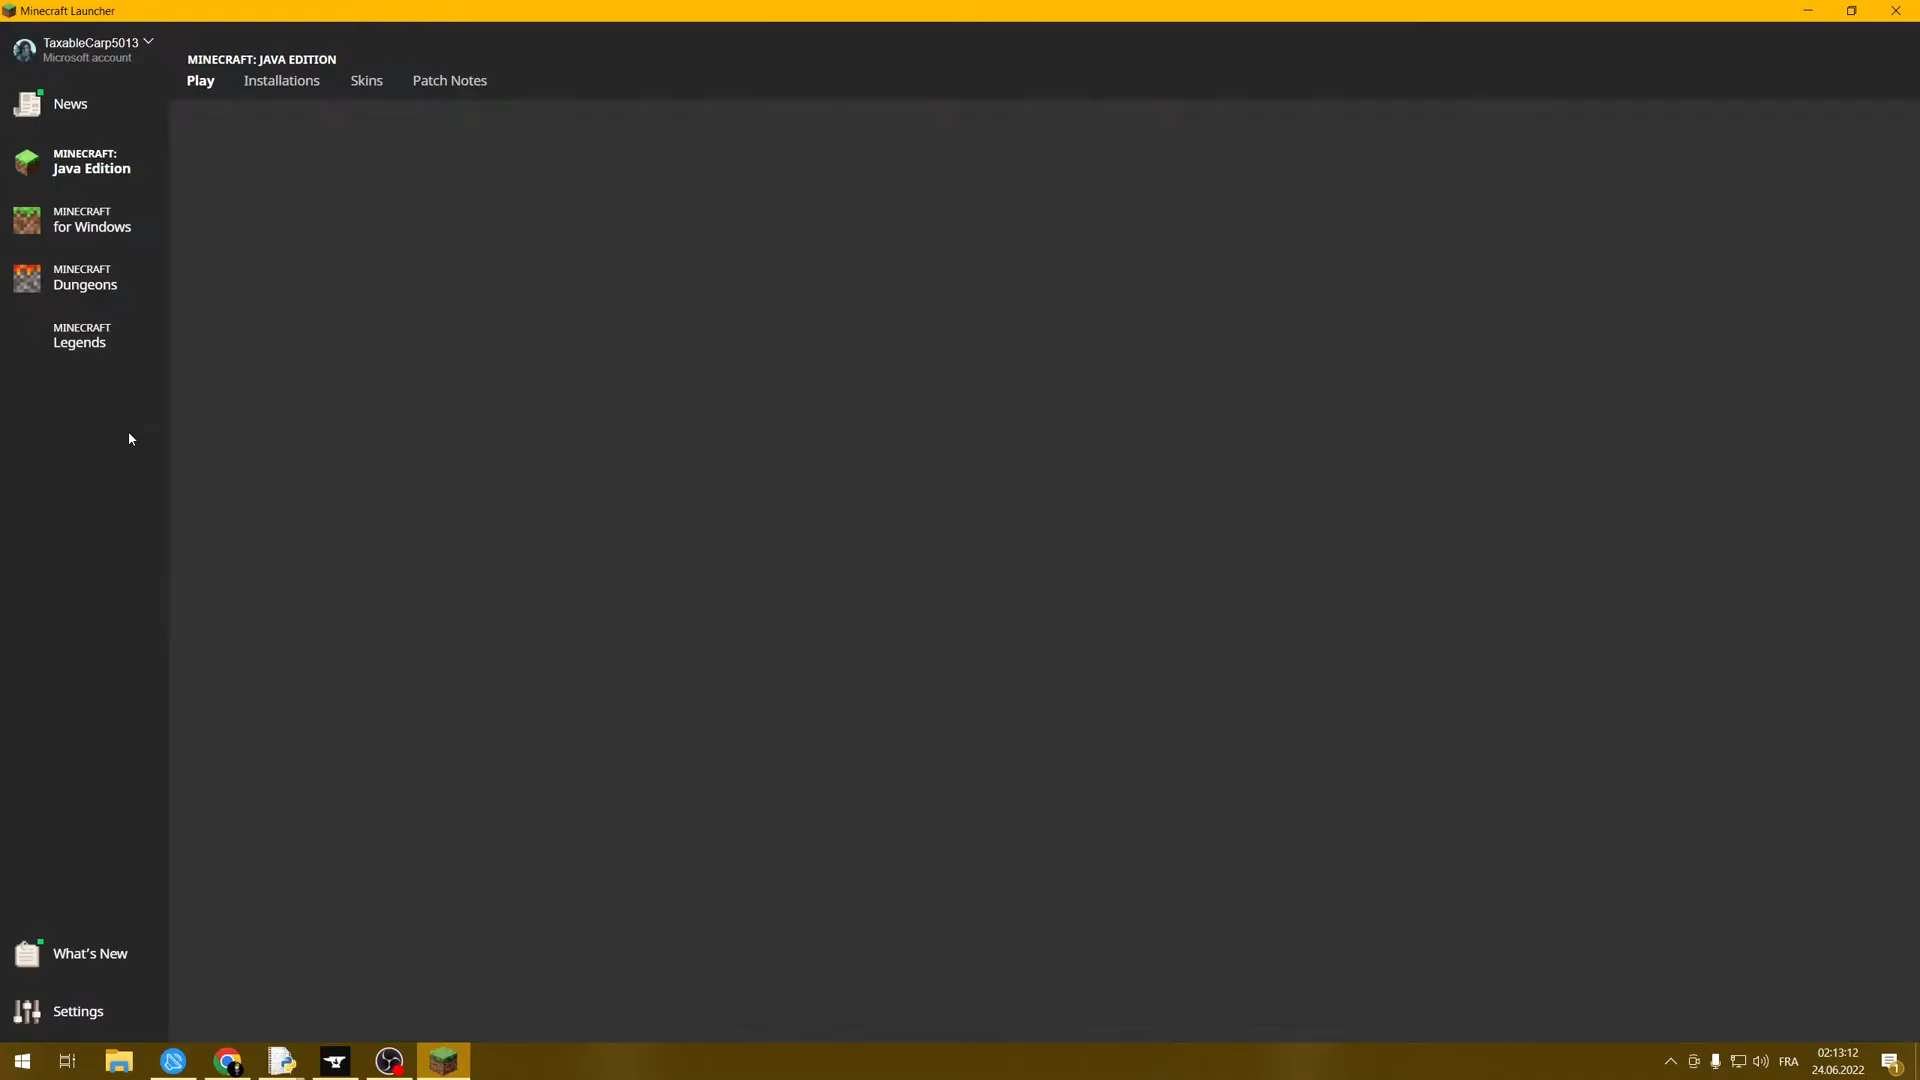 Minecraft Launcher
TaxableCarp5013
Microsoft account
News
MINECRAFT:
Java Edition
MINECRAFT
for Windows
MINECRAFT
Dungeons
MINECRAFT
Legends
What's New
Settings
MINECRAFT: JAVA EDITION
Play Installations Skins Patch Notes
FRA
02:13:12
24.06.2022
1